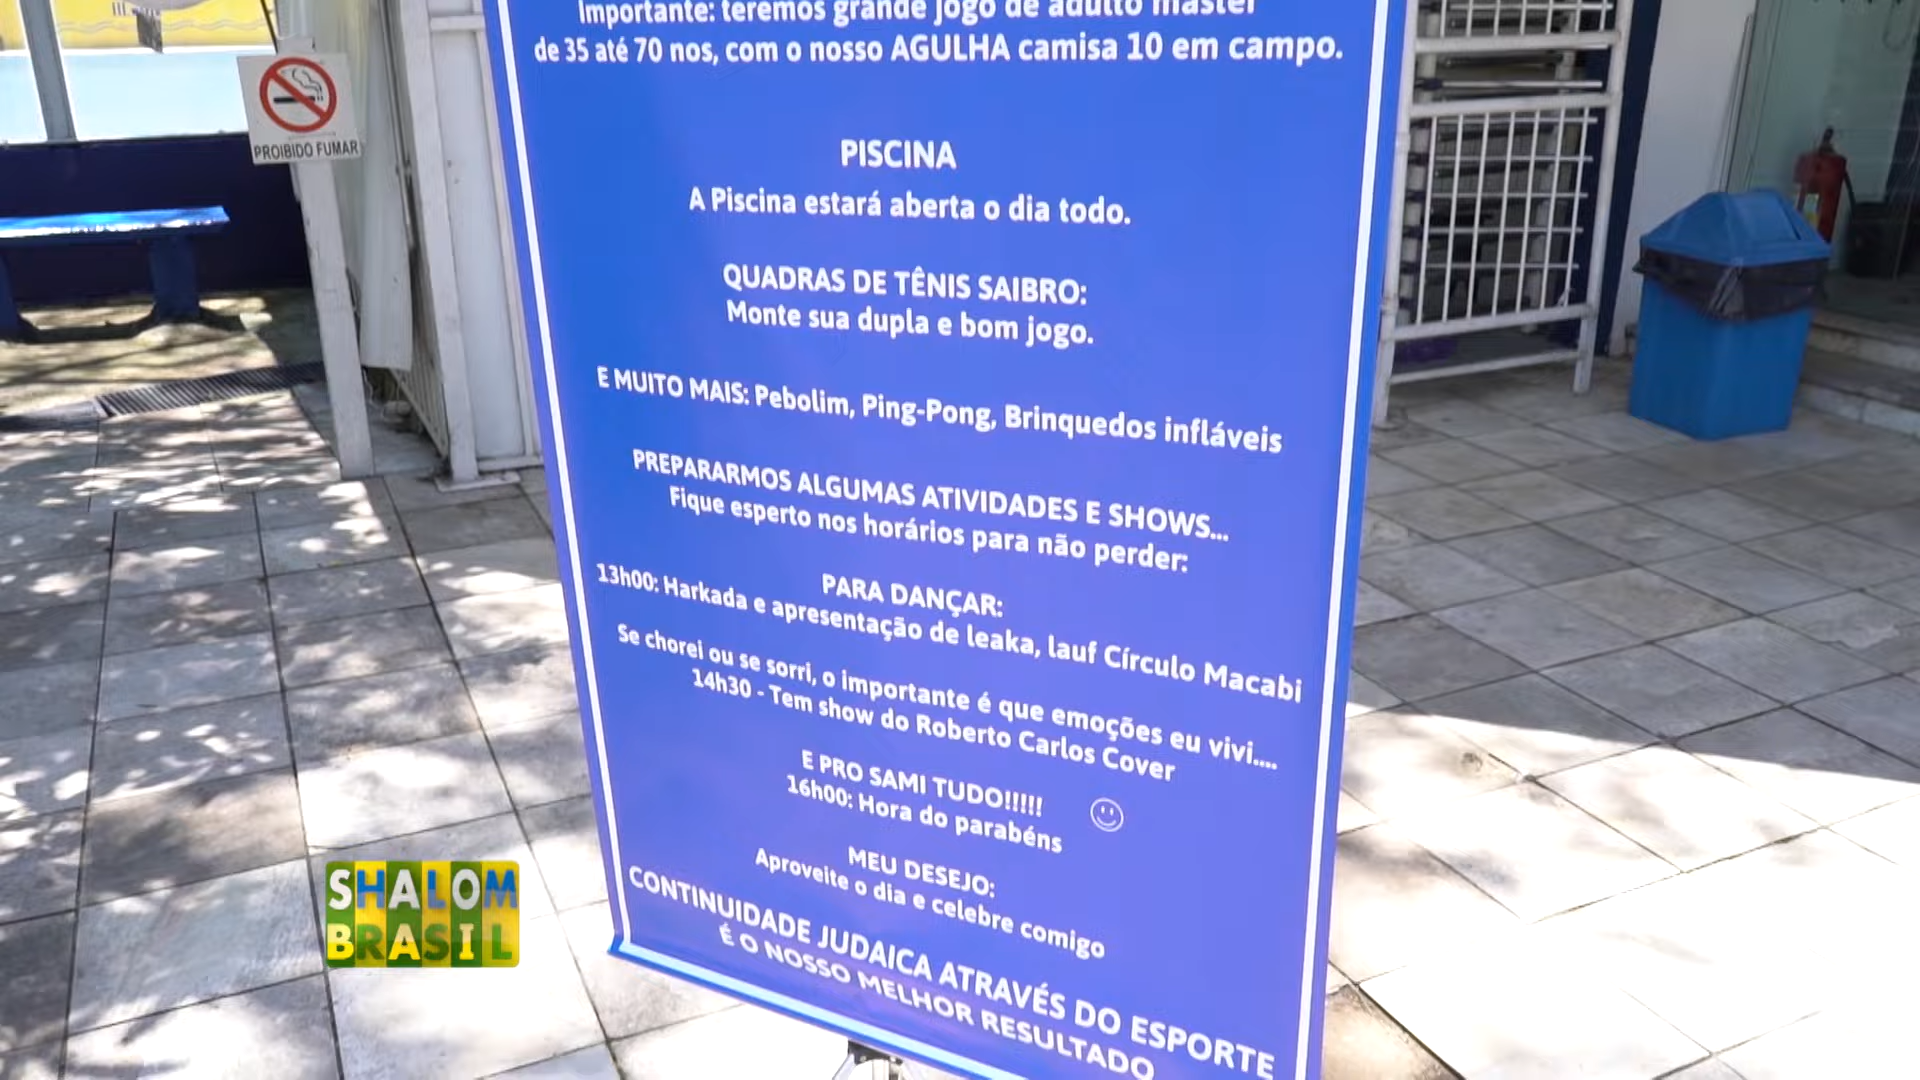 Importante: teremos grande jogo de adulto master
de 35 até 70 nos, com o nosso AGULHA camisa 10 em campo.
PISCINA
A Piscina estará aberta o dia todo.
QUADRAS DE TÊNIS SAIBRO:
Monte sua dupla e bom jogo.
E MUITO MAIS: Pebolim, Ping-Pong, Brinquedos infláveis
PREPARARMOS ALGUMAS ATIVIDADES E SHOWS...
Fique esperto nos horários para não perder:
PARA DANÇAR:
13h00: Harkada e apresentação de leaka, lauf Círculo Macabi
Se chorei ou se sorri, o importante é que emoções eu vivi....
14h30 - Tem show do Roberto Carlos Cover
E PRO SAMI TUDO!!!!!
16h00: Hora do parabéns
MEU DESEJO:
Aproveite o dia e celebre comigo
CONTINUIDADE JUDAICA ATRAVÉS DO ESPORTE
É O NOSSO MELHOR RESULTADO
PROIBIDO FUMAR
SHALOM
BRASIL